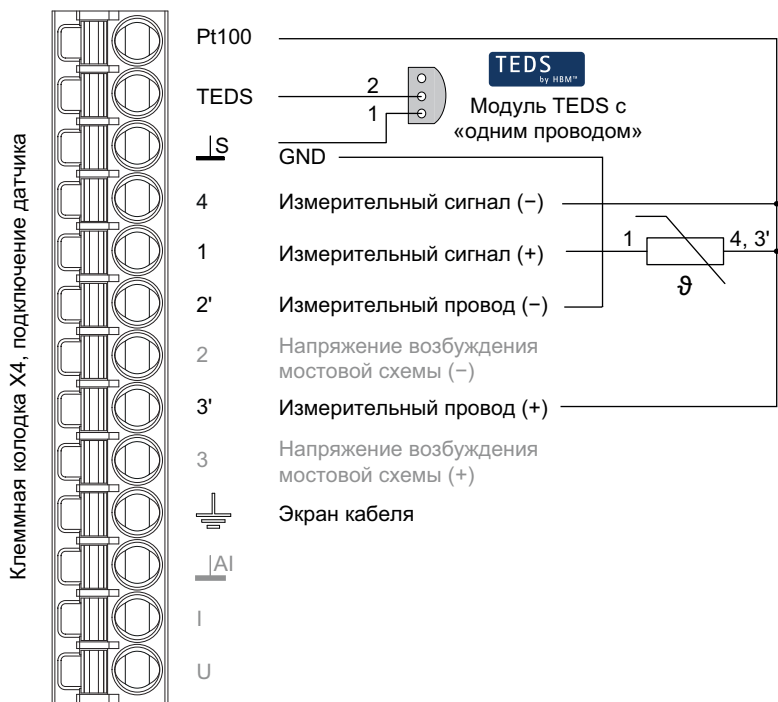 Клеммная колодка X4, подключение датчика
Pt100
TEDS
2
1
TEDS
by HBM™
Модуль TEDS с
«одним проводом»
S
GND
4
Измерительный сигнал (−)
1
Измерительный сигнал (+)
1
4, 3'
ϑ
2'
Измерительный провод (−)
2
Напряжение возбуждения
мостовой схемы (−)
3'
Измерительный провод (+)
3
Напряжение возбуждения
мостовой схемы (+)
Экран кабеля
AI
I
U